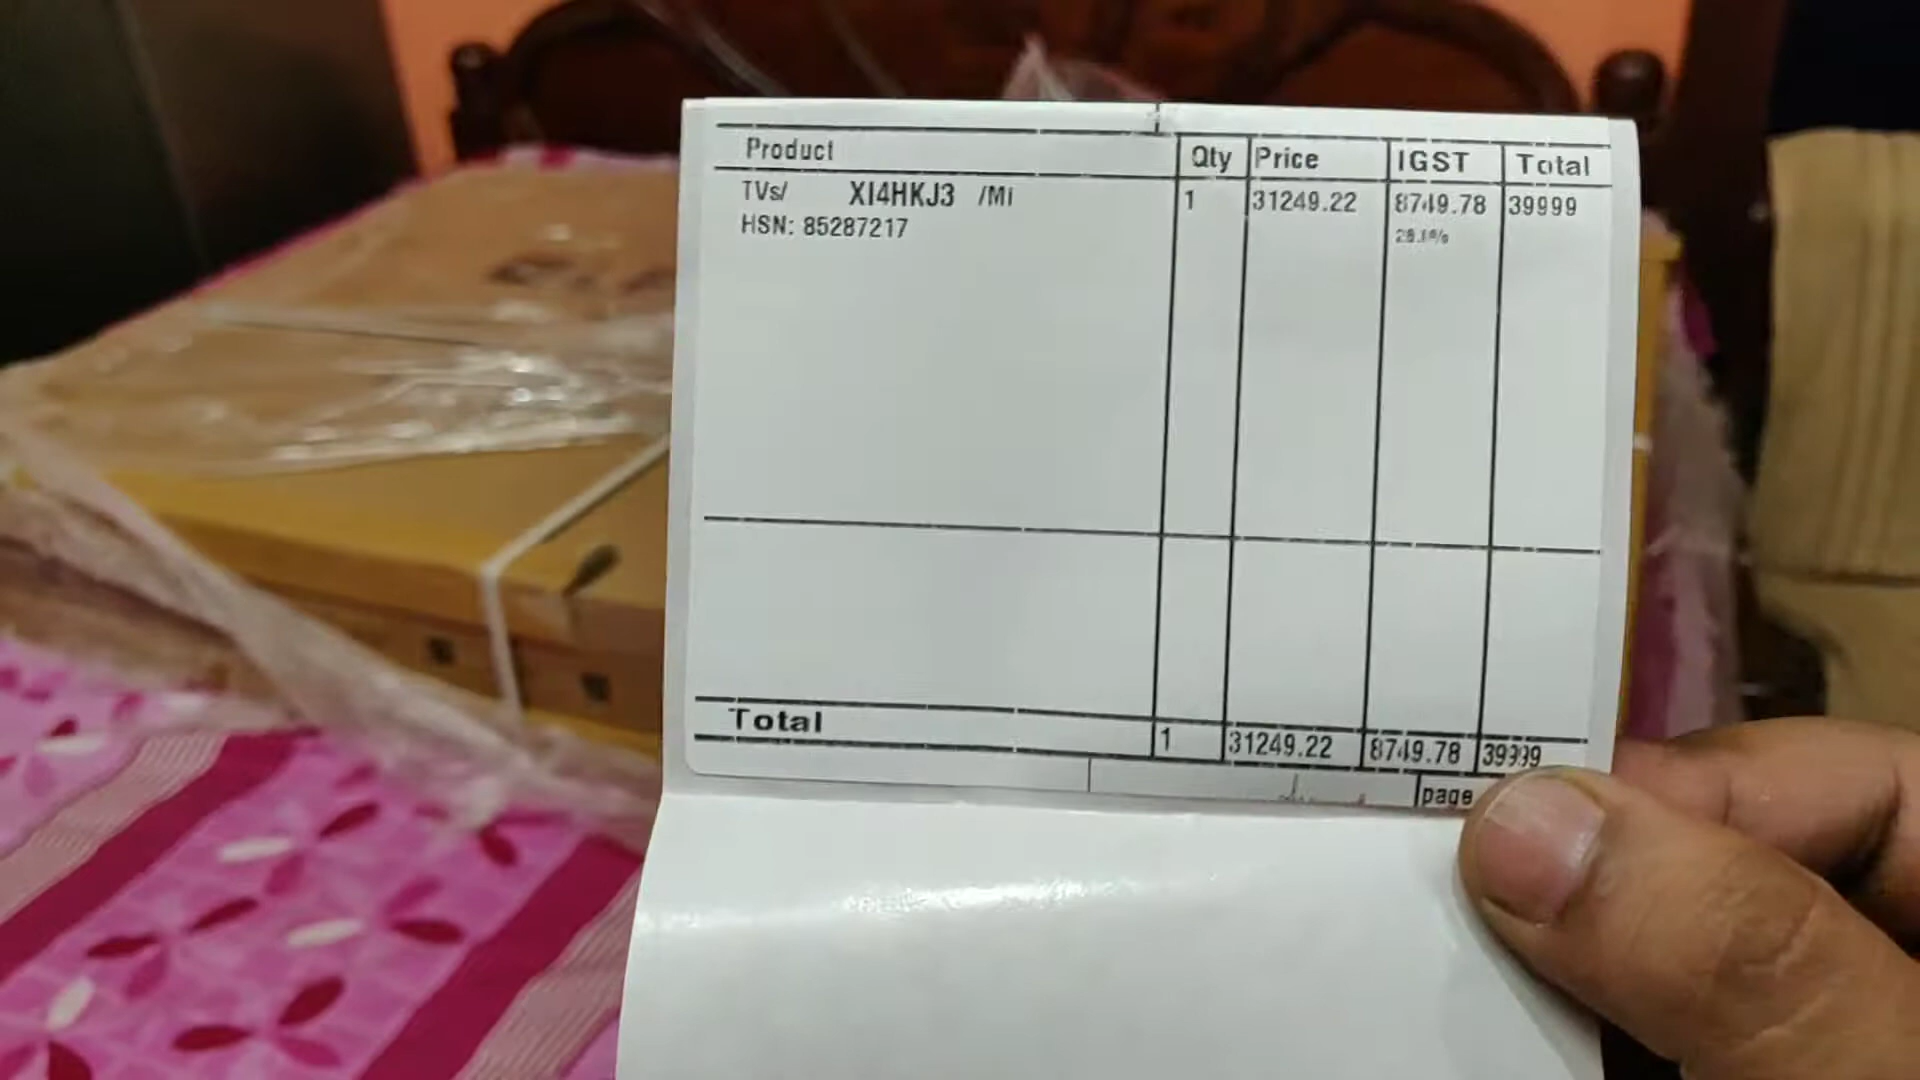 Product Qty Price IGST Total
TVs/ XI4HKJ3 /Mi 1 31249.22 8749.78 39999
HSN: 85287217
Total 1 31249.22 8749.78 39999
page